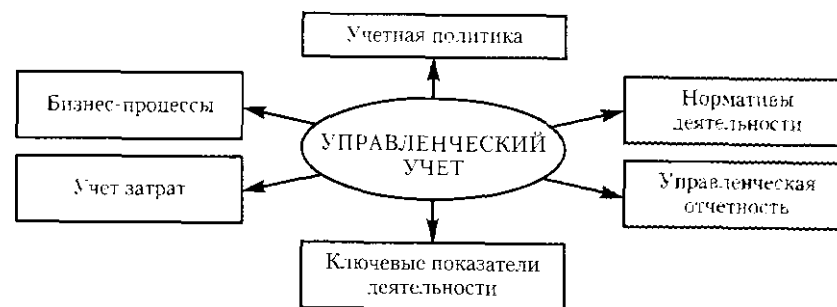 Учетная политика
Бизнес-процессы
Нормативы
деятельности
УПРАВЛЕНЧЕСКИЙ
УЧЕТ
Учет затрат
Управленческая
отчетность
Ключевые показатели
деятельности